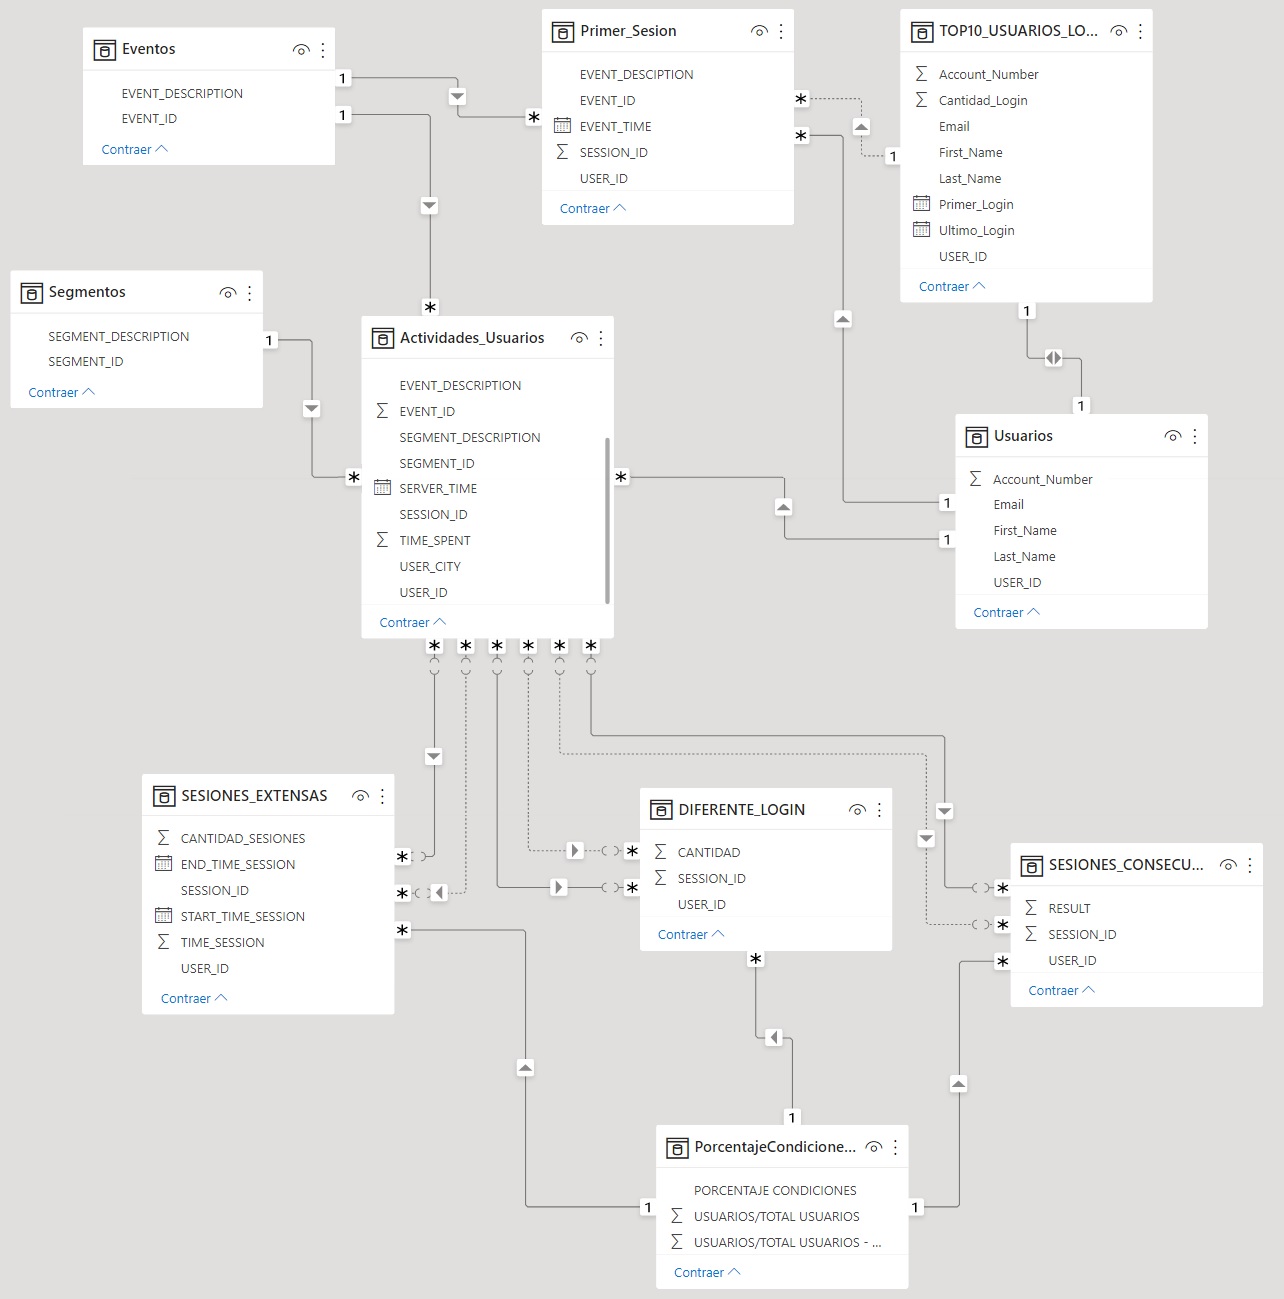 Eventos
EVENT_DESCRIPTION
EVENT_ID
Contraer
1
1
*
*
Primer_Sesion
EVENT_DESCIPTION
EVENT_ID
EVENT_TIME
SESSION_ID
USER_ID
Contraer
*
*
1
TOP10_USUARIOS_LO...
Account_Number
Cantidad_Login
Email
First_Name
Last_Name
Primer_Login
Ultimo_Login
USER_ID
Contraer
1
1
Segmentos
SEGMENT_DESCRIPTION
SEGMENT_ID
Contraer
1
*
Actividades_Usuarios
EVENT_DESCRIPTION
EVENT_ID
SEGMENT_DESCRIPTION
SEGMENT_ID
SERVER_TIME
SESSION_ID
TIME_SPENT
USER_CITY
USER_ID
Contraer
*
1
1
Usuarios
Account_Number
Email
First_Name
Last_Name
USER_ID
Contraer
* * * * * *
SESIONES_EXTENSAS
CANTIDAD_SESIONES
END_TIME_SESSION
SESSION_ID
START_TIME_SESSION
TIME_SESSION
USER_ID
Contraer
*
*
*
DIFERENTE_LOGIN
CANTIDAD
SESSION_ID
USER_ID
Contraer
*
*
*
SESIONES_CONSECU...
RESULT
SESSION_ID
USER_ID
Contraer
*
*
*
1
PorcentajeCondicione...
PORCENTAJE CONDICIONES
USUARIOS/TOTAL USUARIOS
USUARIOS/TOTAL USUARIOS - ...
Contraer
1
1